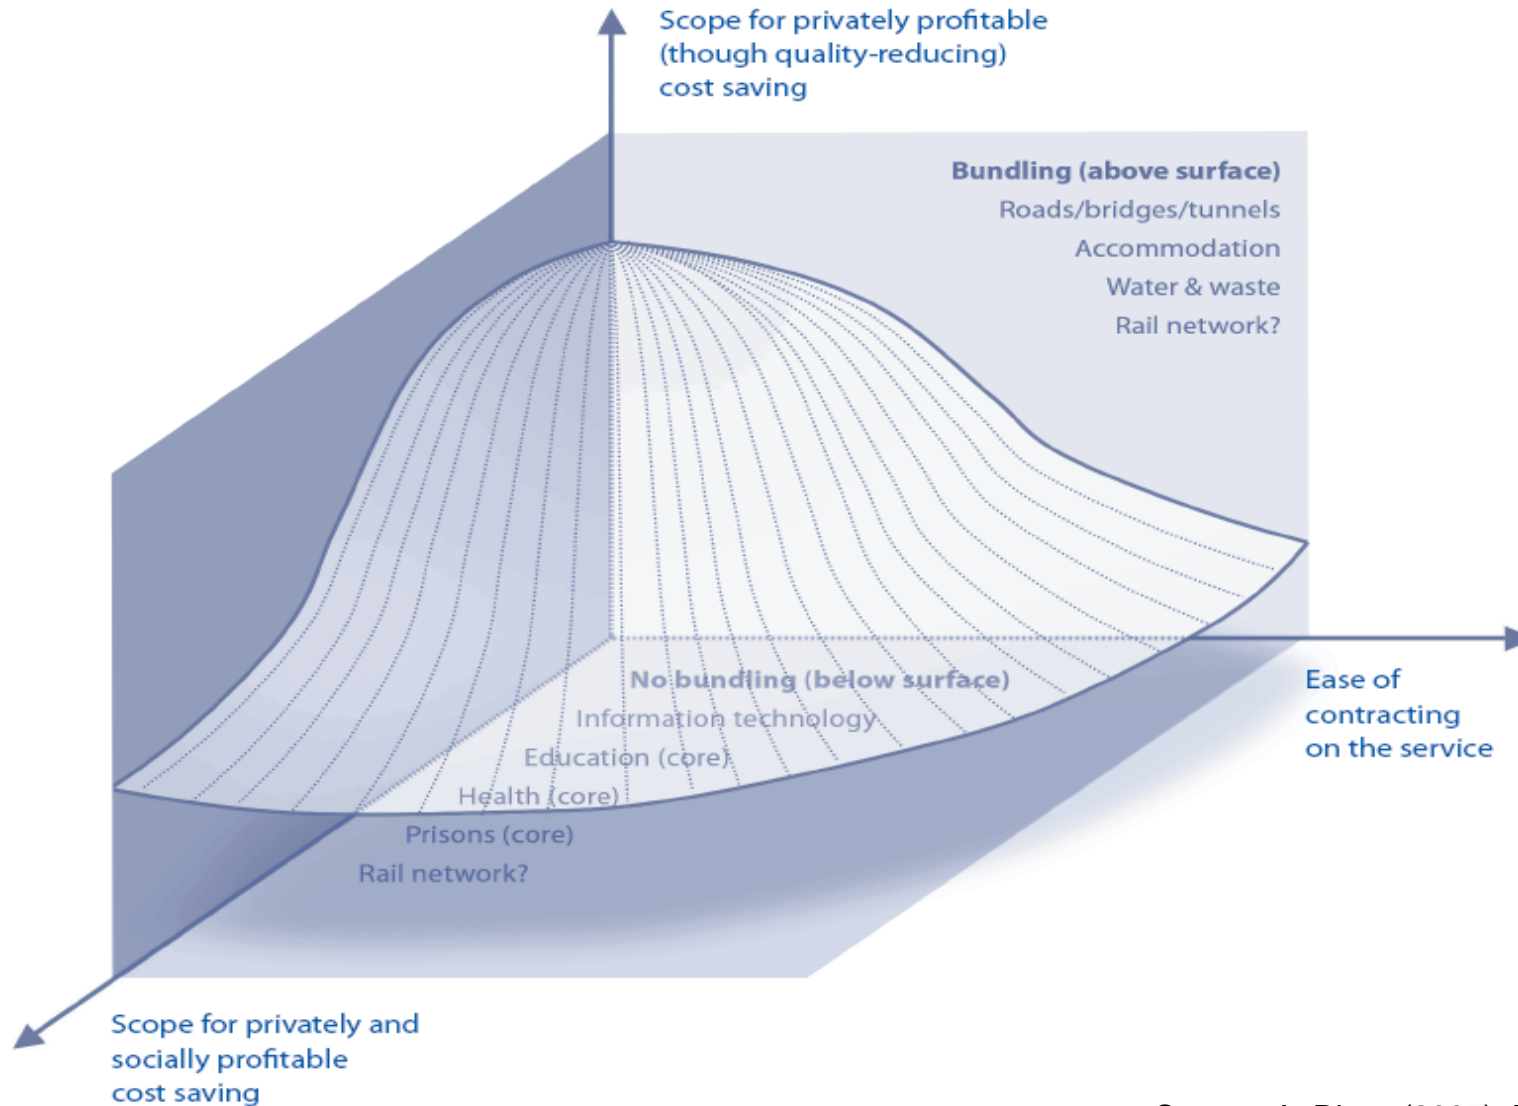 Scope for privately profitable
(though quality-reducing)
cost saving
Bundling (above surface)
Roads/bridges/tunnels
Accommodation
Water & waste
Rail network?
No bundling (below surface)
Information technology
Education (core)
Health (core)
Prisons (core)
Rail network?
Ease of
contracting
on the service
Scope for privately and
socially profitable
cost saving